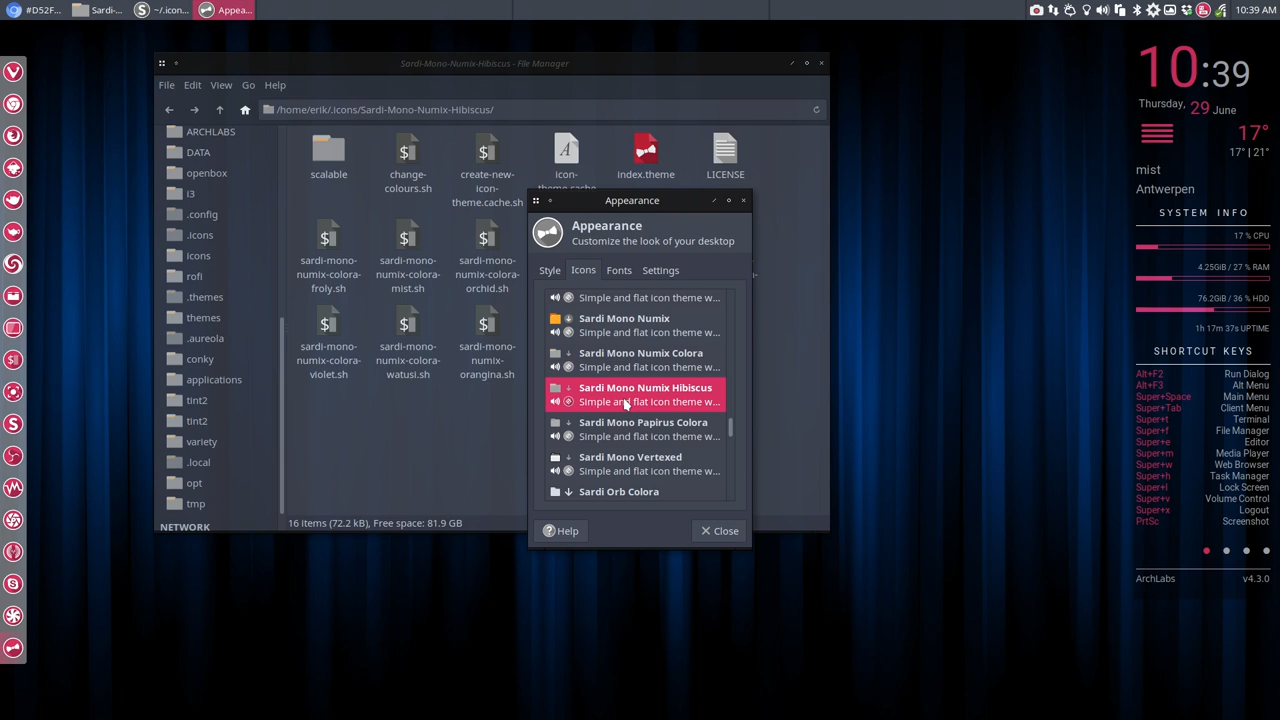 #D52F...
Sardi-...
~/.icon...
Appea...
10:39 AM
Sardi-Mono-Numix-Hibiscus - File Manager
File Edit View Go Help
/home/erik/.icons/Sardi-Mono-Numix-Hibiscus/
ARCHLABS
DATA
openbox
I3
.config
.icons
icons
rofi
.themes
themes
.aureola
conky
applications
tint2
tint2
variety
.local
opt
tmp
NETWORK
scalable
change-
colours.sh
create-new-
icon-
theme.cache.sh
icon-
theme.cache
index.theme
LICENSE
sardi-mono-
numix-colora-
froly.sh
sardi-mono-
numix-colora-
mist.sh
sardi-mono-
numix-colora-
orchid.sh
sardi-mono-
numix-colora-
violet.sh
sardi-mono-
numix-colora-
watusi.sh
sardi-mono-
numix-
orangina.sh
16 items (72.2 kB), Free space: 81.9 GB
Appearance
Appearance
Customize the look of your desktop
Style Icons Fonts Settings
Simple and flat icon theme w...
Sardi Mono Numix
Simple and flat icon theme w...
Sardi Mono Numix Colora
Simple and flat icon theme w...
Sardi Mono Numix Hibiscus
Simple and flat icon theme w...
Sardi Mono Papirus Colora
Simple and flat icon theme w...
Sardi Mono Vertexed
Simple and flat icon theme w...
Sardi Orb Colora
Help
Close
10:39
Thursday, 29 June
17°
17° | 21°
mist
Antwerpen
SYSTEM INFO
17 % CPU
4.25GiB / 27 % RAM
76.2GiB / 36 % HDD
1h 17m 37s UPTIME
SHORTCUT KEYS
Alt+F2 Run Dialog
Alt+F3 Alt Menu
Super+Space Main Menu
Super+Tab Client Menu
Super+t Terminal
Super+f File Manager
Super+e Editor
Super+m Media Player
Super+w Web Browser
Super+h Task Manager
Super+l Lock Screen
Super+v Volume Control
Super+x Logout
PrtSc Screenshot
ArchLabs v4.3.0